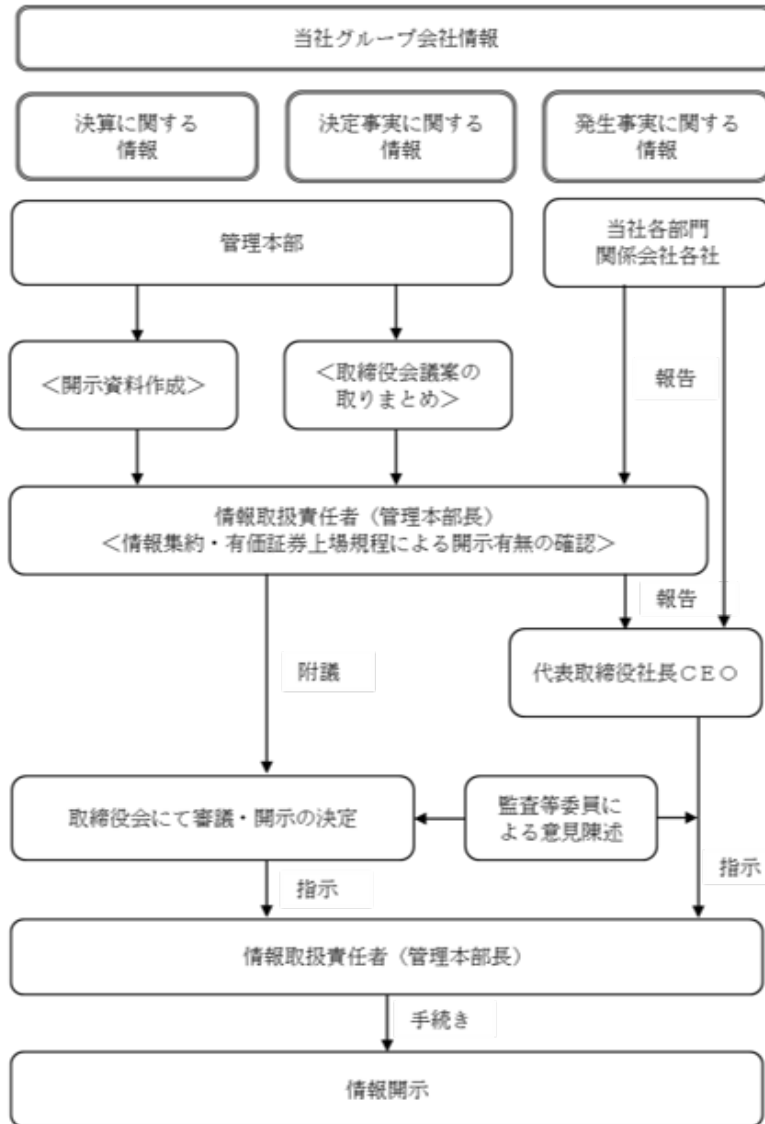 当社グループ会社情報
決算に関する
情報
決定事実に関する
情報
発生事実に関する
情報
管理本部
当社各部門
関係会社各社
＜開示資料作成＞
＜取締役会議案の
取りまとめ＞
報告
情報取扱責任者（管理本部長）
＜情報集約・有価証券上場規程による開示有無の確認＞
報告
附議
代表取締役社長ＣＥＯ
取締役会にて審議・開示の決定
監査等委員に
よる意見陳述
指示
指示
情報取扱責任者（管理本部長）
手続き
情報開示